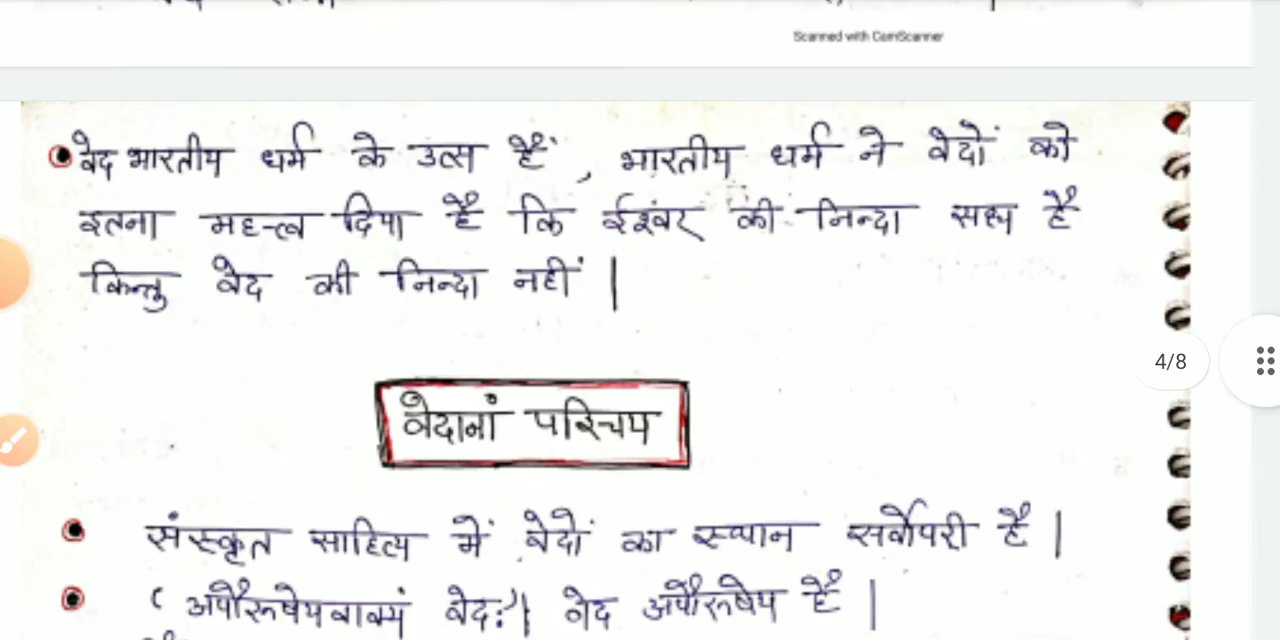 Scanned with CamScanner
वेद भारतीय धर्म के उत्स हैं , भारतीय धर्म ने वेदों को
इतना महत्त्व दिया है कि ईश्वर की निन्दा सह्य है
किन्तु वेद की निन्दा नहीं |
4/8
वेदानां परिचय
संस्कृत साहित्य में वेदों का स्थान सर्वोपरी है |
( अपौरूषेयवाक्यं वेदः')| वेद अपौरूषेय हैं |